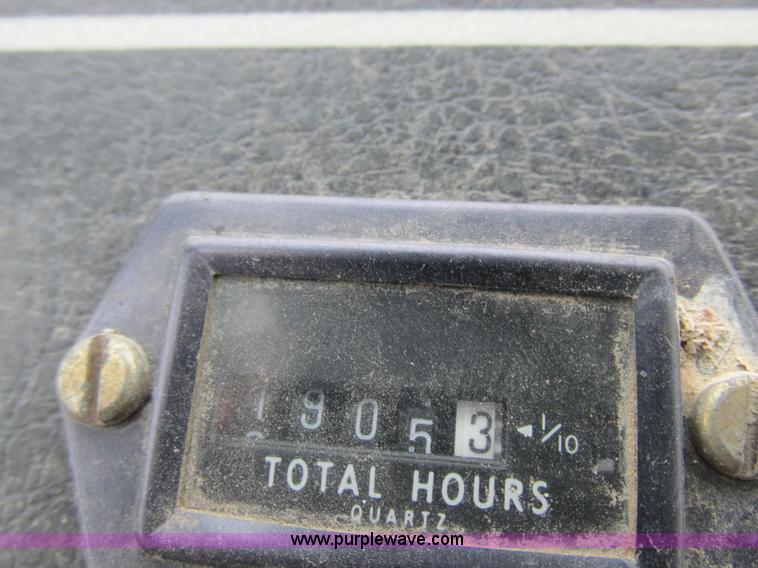 19053 ◄1/10
TOTAL HOURS
QUARTZ
www.purplewave.com